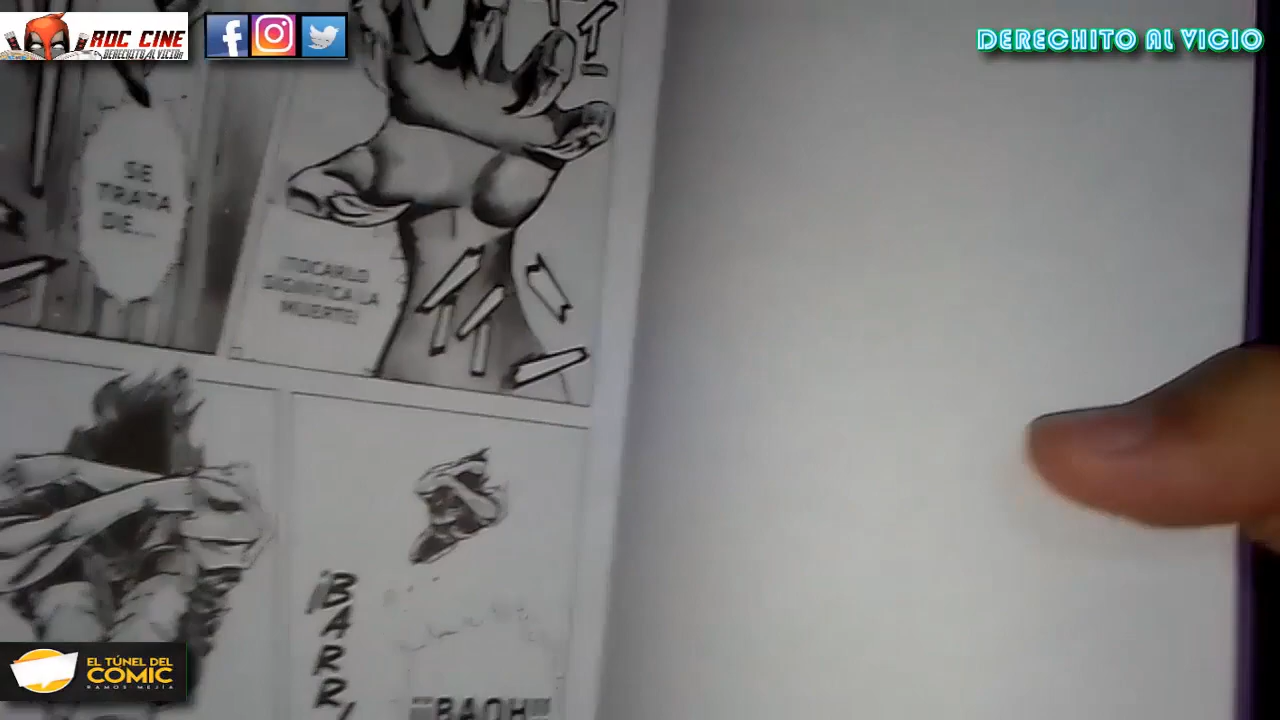 RDC CINE
DERECHITO AL VICIO!!
DERECHITO AL VICIO
SE
TRATA
DE...
¡TOCARLO
SIGNIFICA LA
MUERTE!
¡BARR
¡¡BAOH!!
EL TÚNEL DEL
COMIC
RAMOS MEJÍA